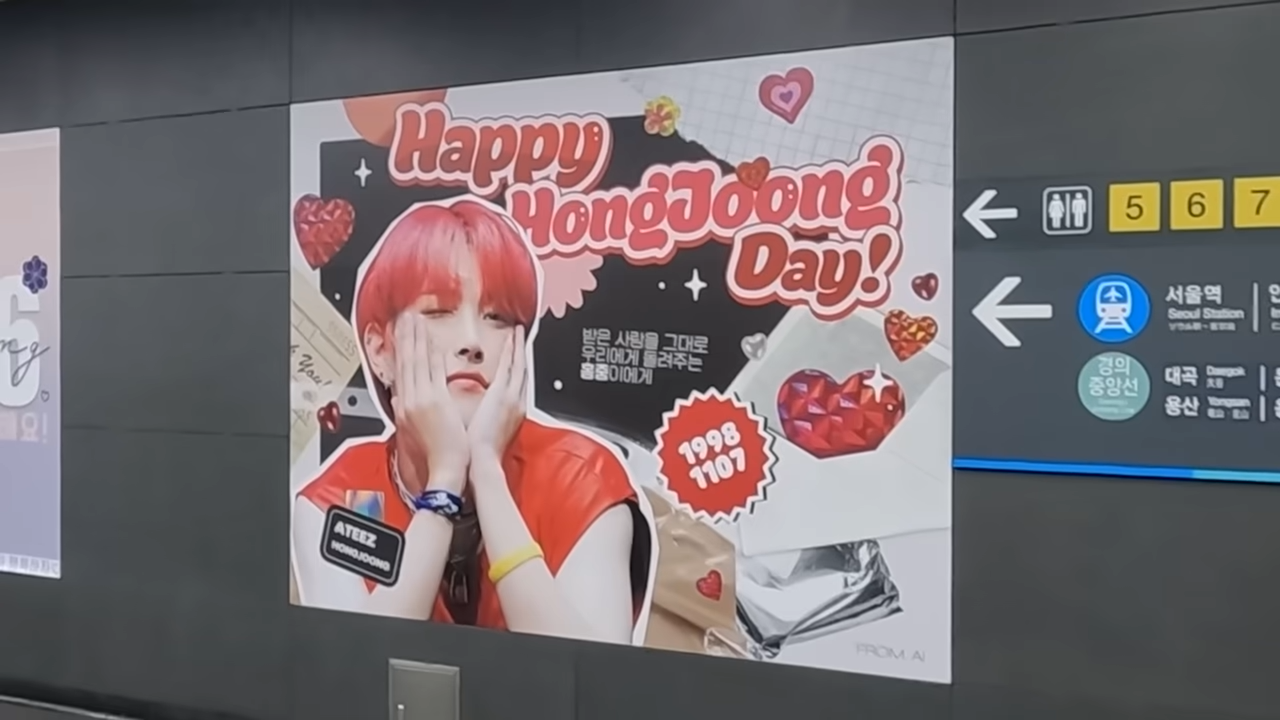 Happy
HongJoong
Day!
받은 사랑을 그대로
우리에게 돌려주는
홍중이에게
1998
1107
ATEEZ
HONGJOONG
You!
FROM. Ai
5 6 7
서울역
Seoul Station
경의
중앙선
대곡
Daegok
용산
Yongsan
요!